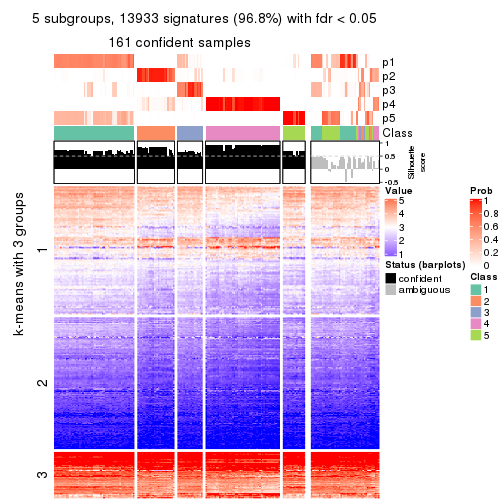 5 subgroups, 13933 signatures (96.8%) with fdr < 0.05
161 confident samples
p1
p2
p3
p4
p5
Class
1
0.5
0
-0.5
Silhouette
score
k-means with 3 groups
1
2
3
Value
5
4
3
2
1
Status (barplots)
confident
ambiguous
Prob
1
0.8
0.6
0.4
0.2
0
Class
1
2
3
4
5